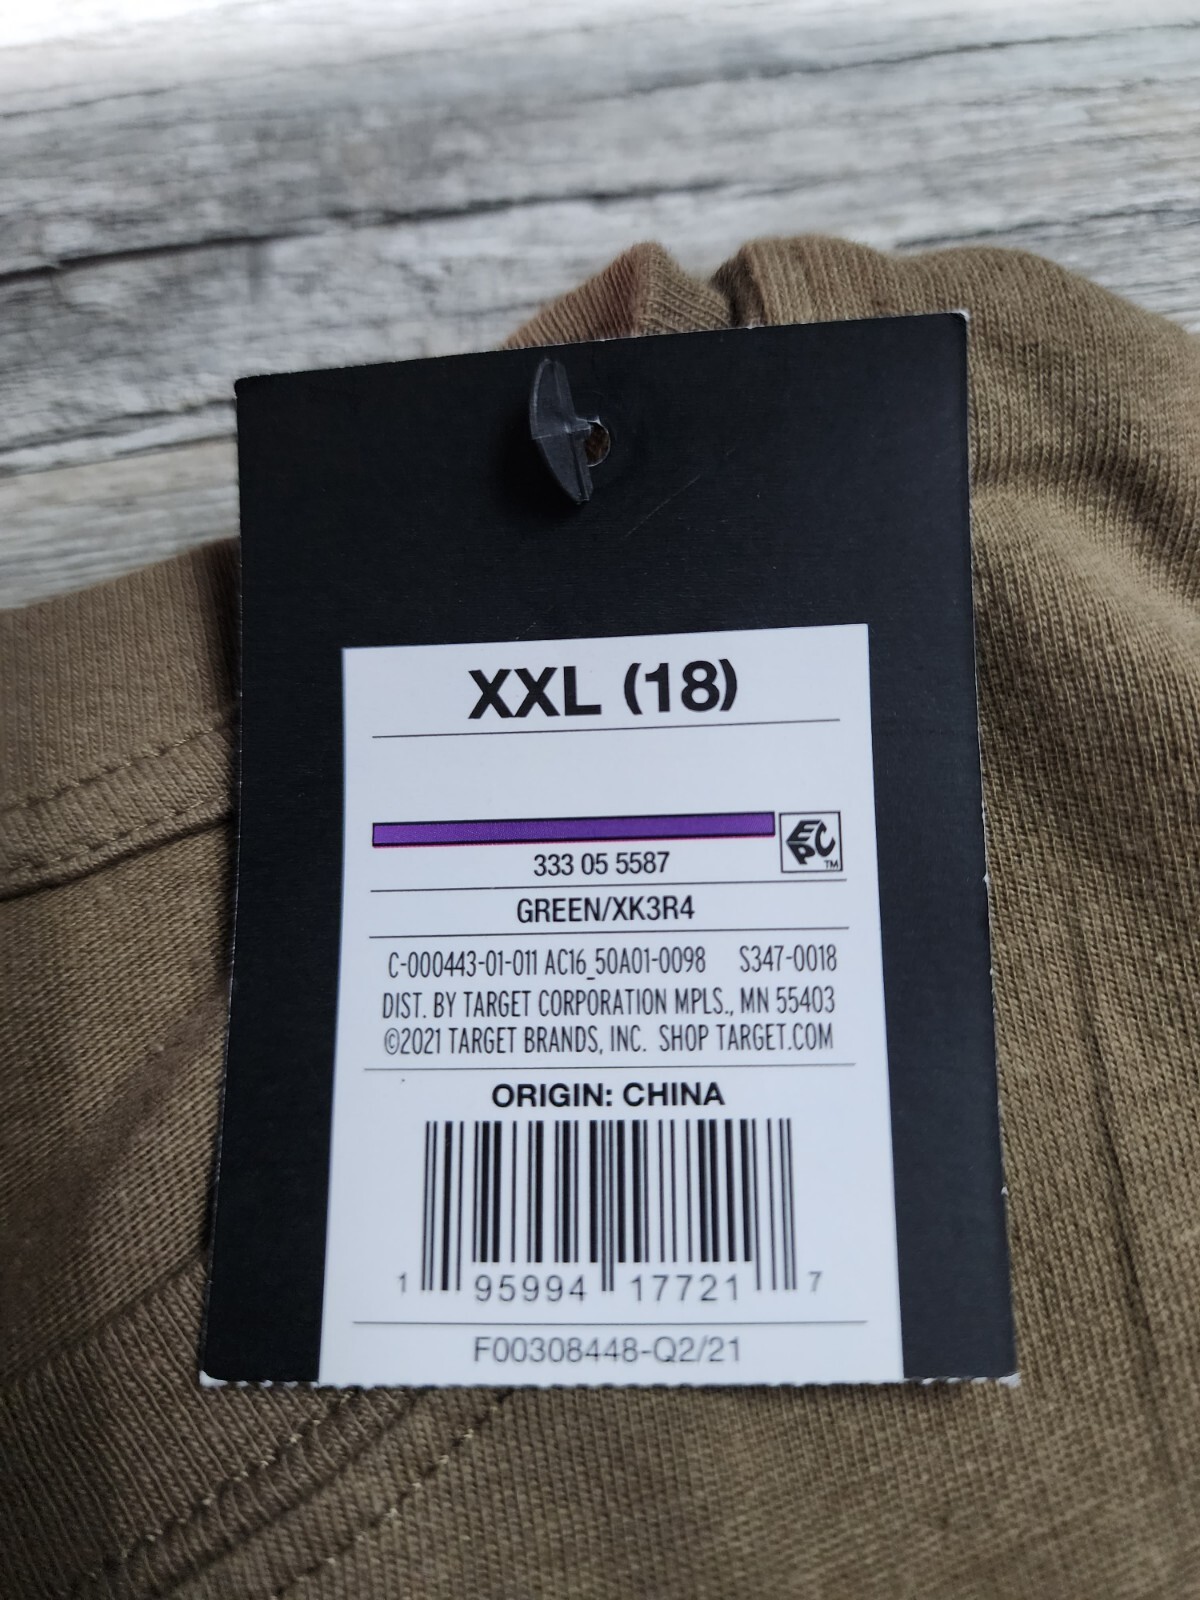 XXL (18)
EPC
TM
333 05 5587
GREEN/XK3R4
C-000443-01-011 AC16_50A01-0098 S347-0018
DIST. BY TARGET CORPORATION MPLS., MN 55403
©2021 TARGET BRANDS, INC. SHOP TARGET.COM
ORIGIN: CHINA
1 95994 17721 7
F00308448-Q2/21